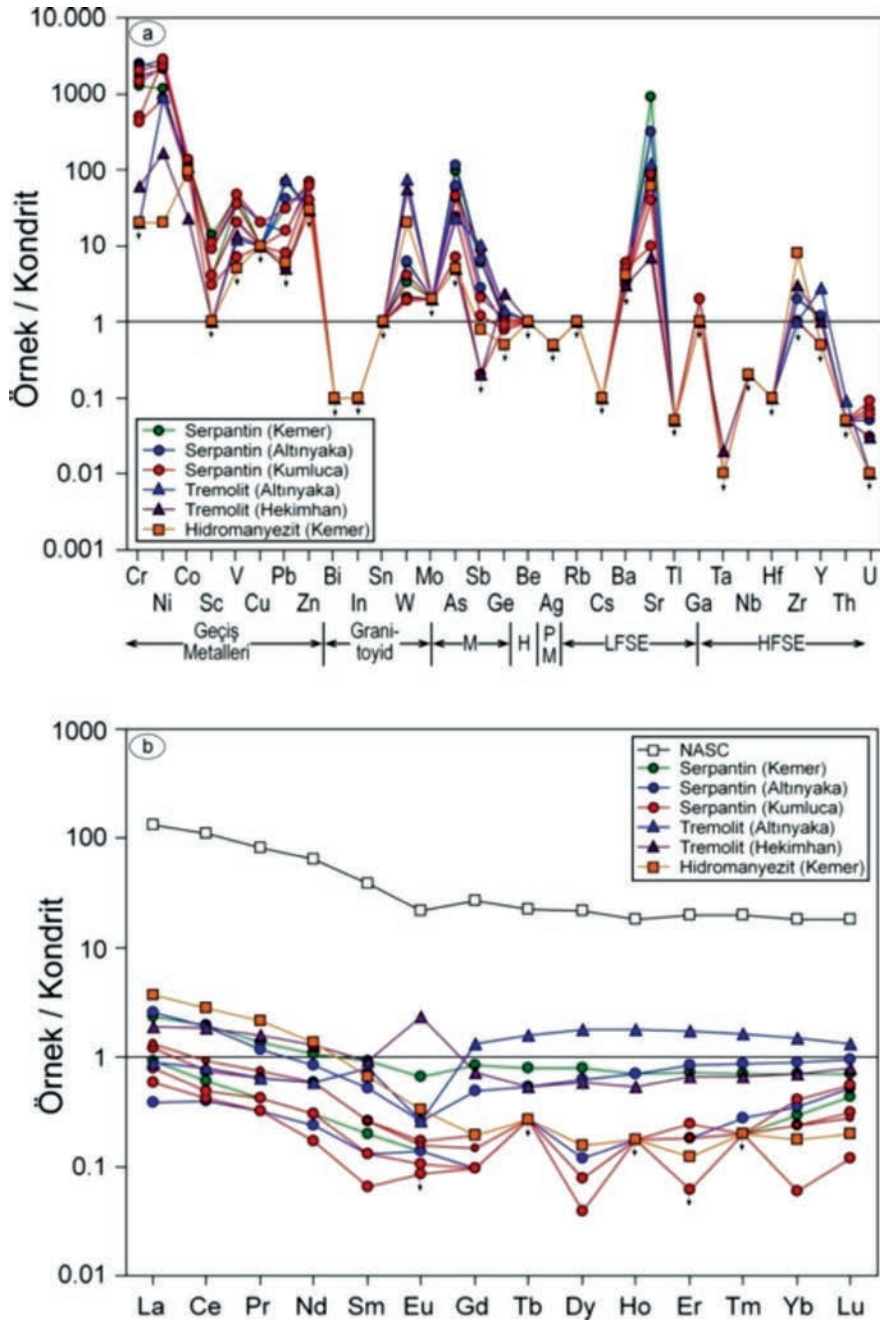 a
10.000
1000
100
10
1
0.1
0.01
0.001
Örnek / Kondrit
Serpantin (Kemer)
Serpantin (Altınyaka)
Serpantin (Kumluca)
Tremolit (Altınyaka)
Tremolit (Hekimhan)
Hidromanyezit (Kemer)
Cr Co V Pb Bi Sn Mo Sb Be Rb Ba Tl Ta Hf Y U
Ni Sc Cu Zn In W As Ge Ag Cs Sr Ga Nb Zr Th
Geçiş Metalleri
Grani-
toyid
M
H
P
M
LFSE
HFSE
b
1000
100
10
1
0.1
0.01
Örnek / Kondrit
NASC
Serpantin (Kemer)
Serpantin (Altınyaka)
Serpantin (Kumluca)
Tremolit (Altınyaka)
Tremolit (Hekimhan)
Hidromanyezit (Kemer)
La Ce Pr Nd Sm Eu Gd Tb Dy Ho Er Tm Yb Lu